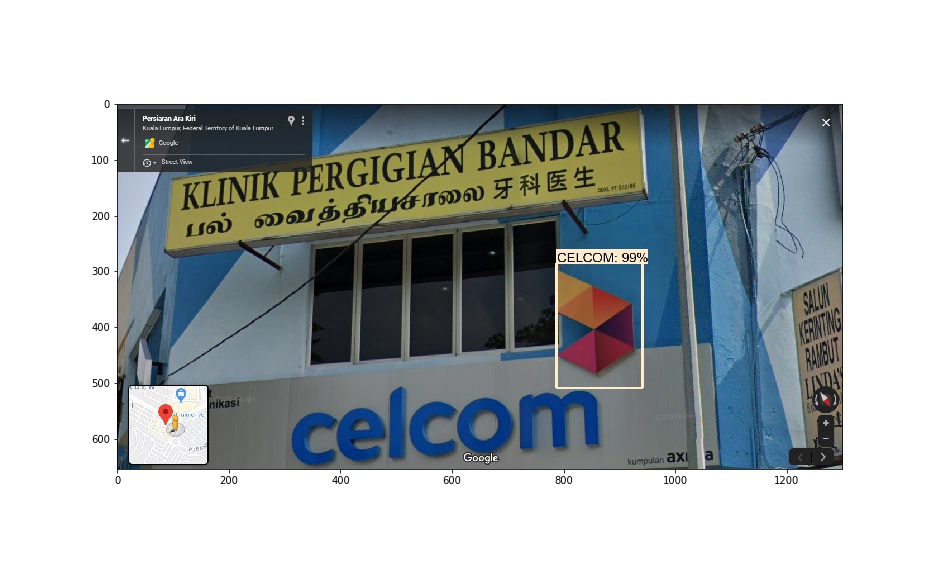 0
100
200
300
400
500
600
0
200
400
600
800
1000
1200
Persiaran Ara Kiri
Kuala Lumpur, Federal Territory of Kuala Lumpur
Google
Street View
KLINIK PERGIGIAN BANDAR
பல் வைத்தியசாலை 牙科医生
CELCOM: 99%
SALUN
KERINTING
RAMBUT
LINDA
nikasi
celcom
Google
kumpulan